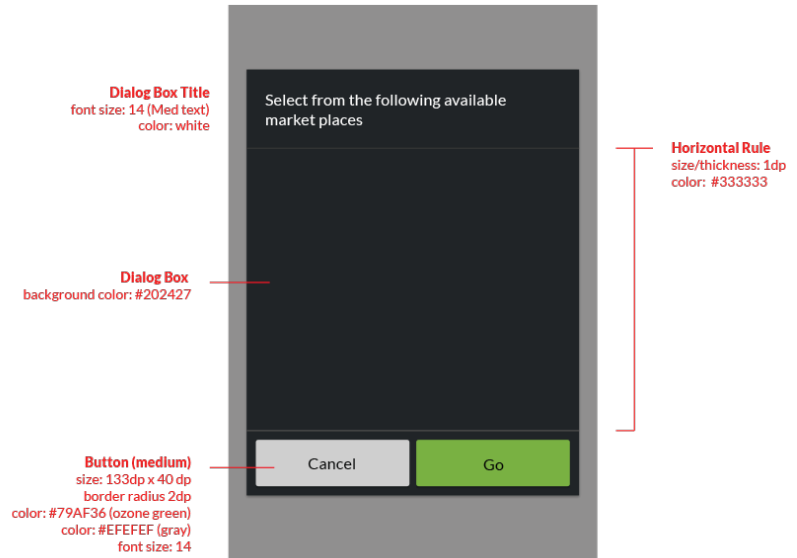 Dialog Box Title
font size: 14 (Med text)
color: white
Select from the following available
market places
Horizontal Rule
size/thickness: 1dp
color: #333333
Dialog Box
background color: #202427
Button (medium)
size: 133dp x 40 dp
border radius 2dp
color: #79AF36 (ozone green)
color: #EFEFEF (gray)
font size: 14
Cancel
Go